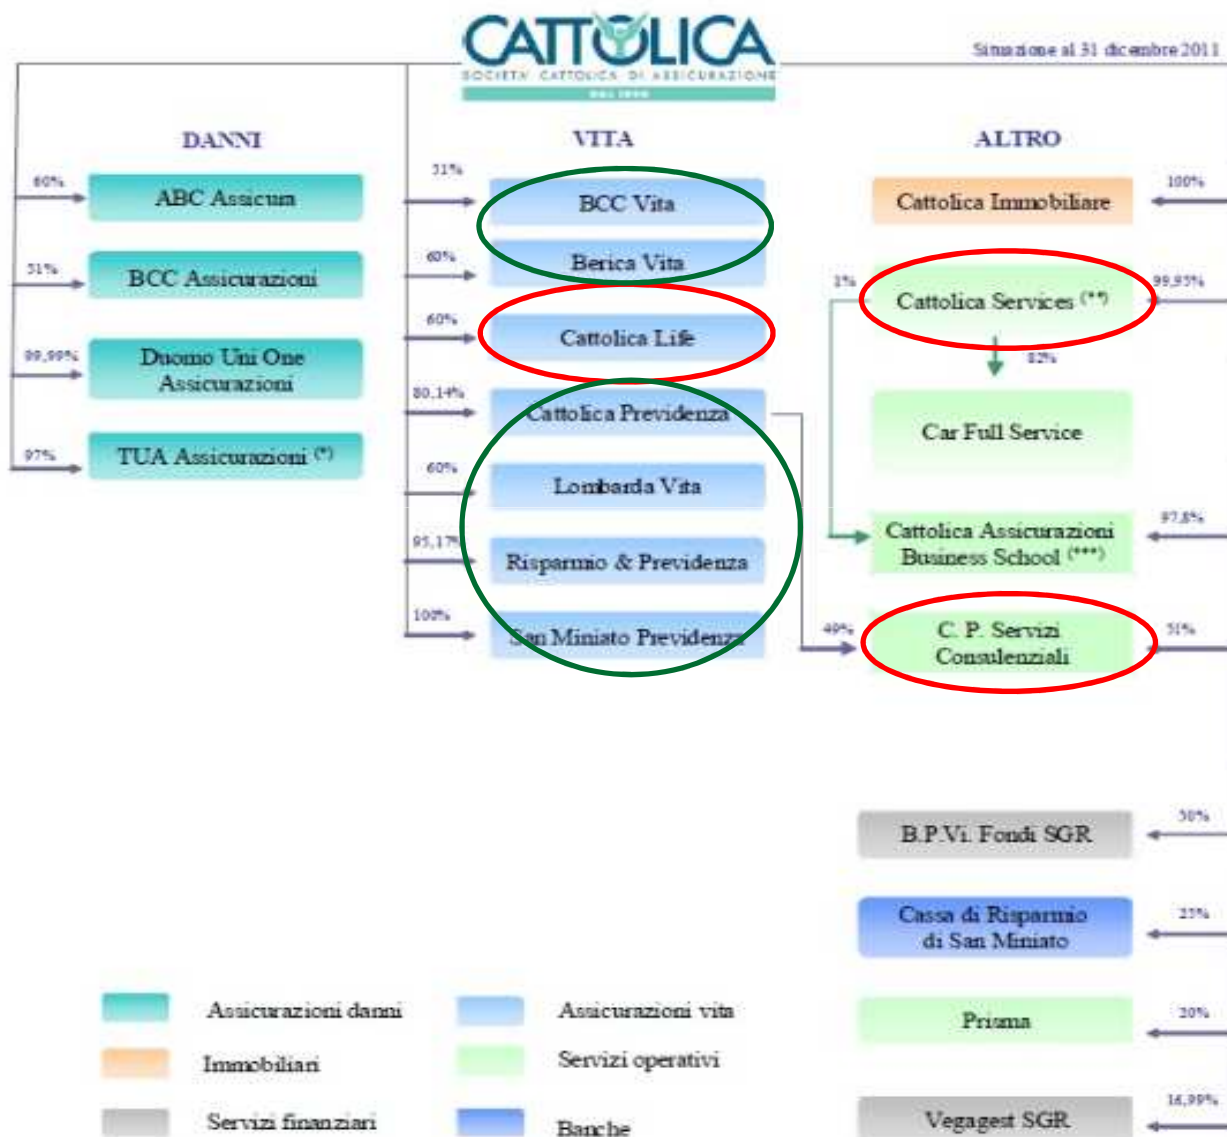 CATTOLICA
SOCIETA' CATTOLICA DI ASSICURAZIONE
DAL 1896
Situazione al 31 dicembre 2011
DANNI
60%
ABC Assicura
51%
BCC Assicurazioni
99,99%
Duomo Uni One
Assicurazioni
97%
TUA Assicurazioni (*)
VITA
51%
BCC Vita
60%
Berica Vita
60%
Cattolica Life
80,14%
Cattolica Previdenza
60%
Lombarda Vita
95,17%
Risparmio & Previdenza
100%
San Miniato Previdenza
ALTRO
Cattolica Immobiliare
100%
1%
Cattolica Services (**)
99,95%
82%
Car Full Service
Cattolica Assicurazioni
Business School (***)
97,8%
49%
C. P. Servizi
Consulenziali
51%
B.P.Vi. Fondi SGR
50%
Cassa di Risparmio
di San Miniato
25%
Prisma
20%
Vegagest SGR
16,99%
Assicurazioni danni
Assicurazioni vita
Immobiliari
Servizi operativi
Servizi finanziari
Banche